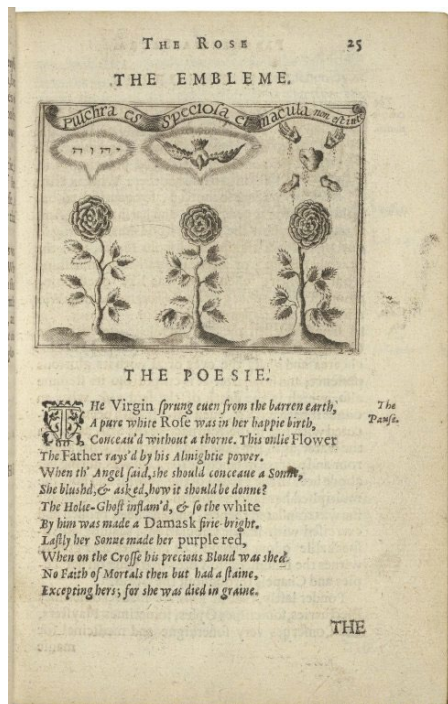 THE ROSE 25
THE EMBLEME.
Pulchra es Speciosa et macula non est in te
יהוה
THE POESIE.
THe Virgin sprung euen from the barren earth, The
A pure white Rose was in her happie birth, Pause.
Conceau'd without a thorne. This onlie Flower
The Father rays'd by his Almightie power.
When th' Angel said, she should conceaue a Sonne,
She blushd, & asked, how it should be donne?
The Holie-Ghost inflam'd, & so the white
By him was made a Damask firie-bright.
Lastly her Sonne made her purple red,
When on the Crosse his precious Bloud was shed.
No Faith of Mortals then but had a staine,
Excepting hers; for she was died in graine.
THE